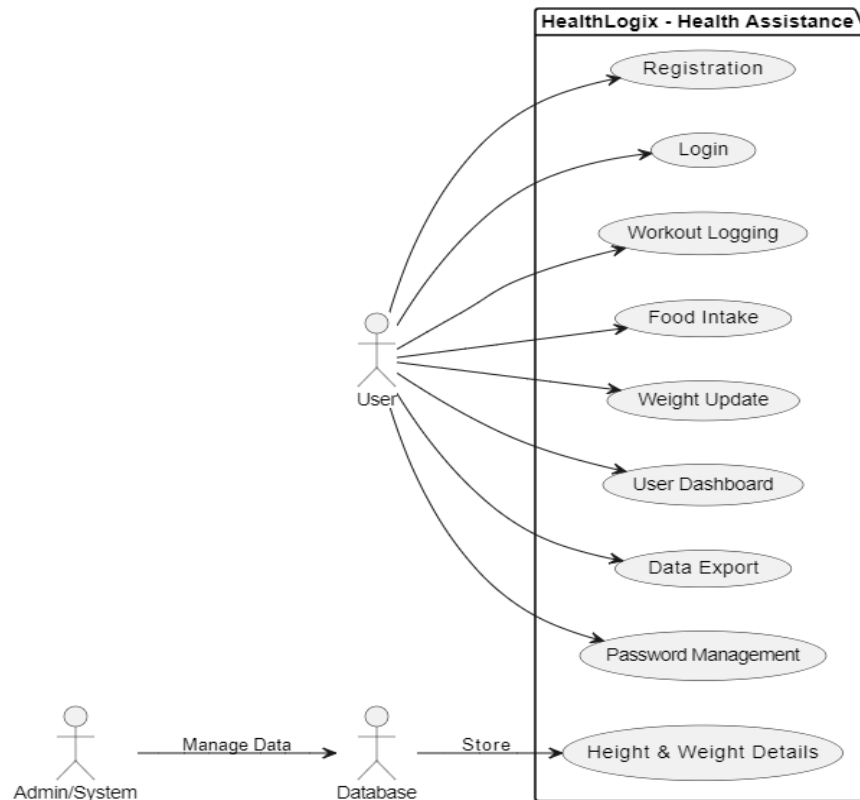 HealthLogix - Health Assistance
Registration
Login
Workout Logging
Food Intake
User
Weight Update
User Dashboard
Data Export
Password Management
Manage Data
Store
Height & Weight Details
Admin/System
Database